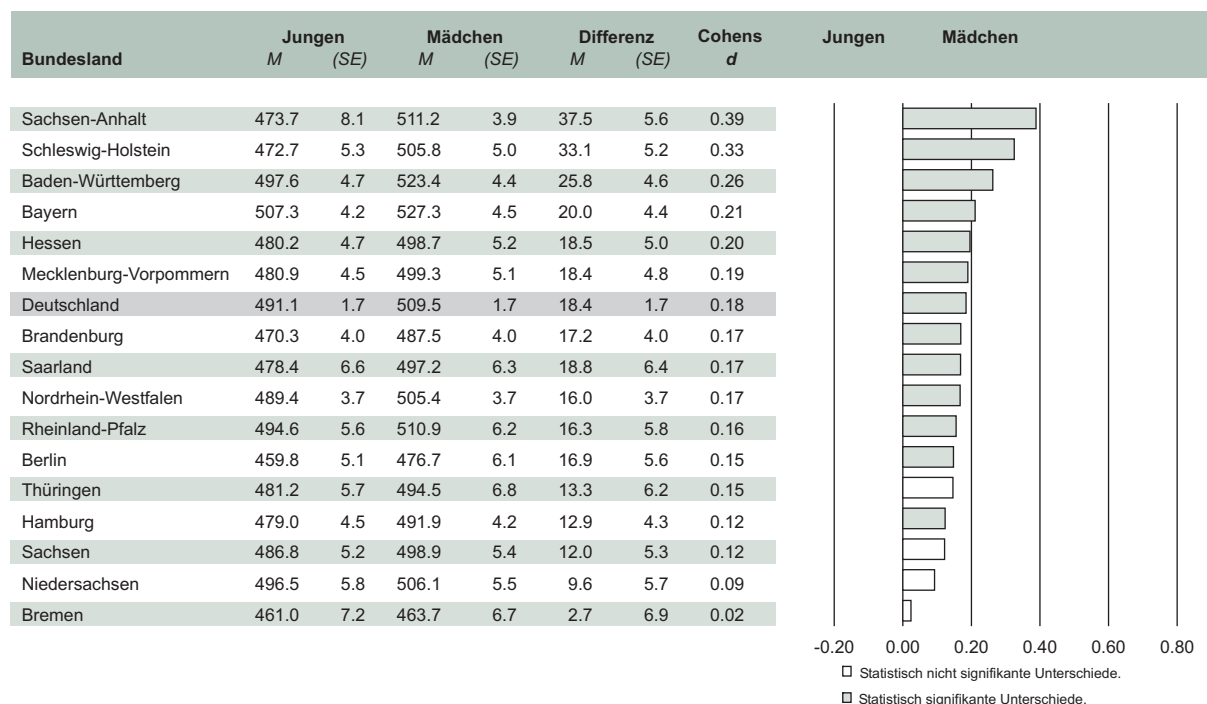 Jungen Mädchen Differenz Cohens Jungen Mädchen
Bundesland M (SE) M (SE) M (SE) d
Sachsen-Anhalt 473.7 8.1 511.2 3.9 37.5 5.6 0.39
Schleswig-Holstein 472.7 5.3 505.8 5.0 33.1 5.2 0.33
Baden-Württemberg 497.6 4.7 523.4 4.4 25.8 4.6 0.26
Bayern 507.3 4.2 527.3 4.5 20.0 4.4 0.21
Hessen 480.2 4.7 498.7 5.2 18.5 5.0 0.20
Mecklenburg-Vorpommern 480.9 4.5 499.3 5.1 18.4 4.8 0.19
Deutschland 491.1 1.7 509.5 1.7 18.4 1.7 0.18
Brandenburg 470.3 4.0 487.5 4.0 17.2 4.0 0.17
Saarland 478.4 6.6 497.2 6.3 18.8 6.4 0.17
Nordrhein-Westfalen 489.4 3.7 505.4 3.7 16.0 3.7 0.17
Rheinland-Pfalz 494.6 5.6 510.9 6.2 16.3 5.8 0.16
Berlin 459.8 5.1 476.7 6.1 16.9 5.6 0.15
Thüringen 481.2 5.7 494.5 6.8 13.3 6.2 0.15
Hamburg 479.0 4.5 491.9 4.2 12.9 4.3 0.12
Sachsen 486.8 5.2 498.9 5.4 12.0 5.3 0.12
Niedersachsen 496.5 5.8 506.1 5.5 9.6 5.7 0.09
Bremen 461.0 7.2 463.7 6.7 2.7 6.9 0.02
-0.20 0.00 0.20 0.40 0.60 0.80
Statistisch nicht signifikante Unterschiede.
Statistisch signifikante Unterschiede.